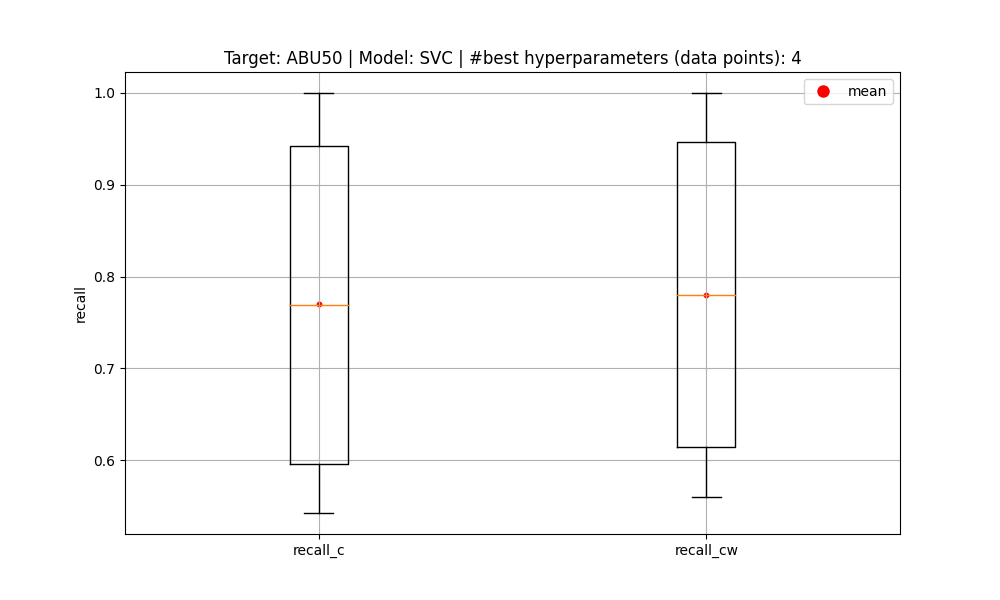 Target: ABU50 | Model: SVC | #best hyperparameters (data points): 4
mean
1.0
0.9
0.8
0.7
0.6
recall
recall_c
recall_cw